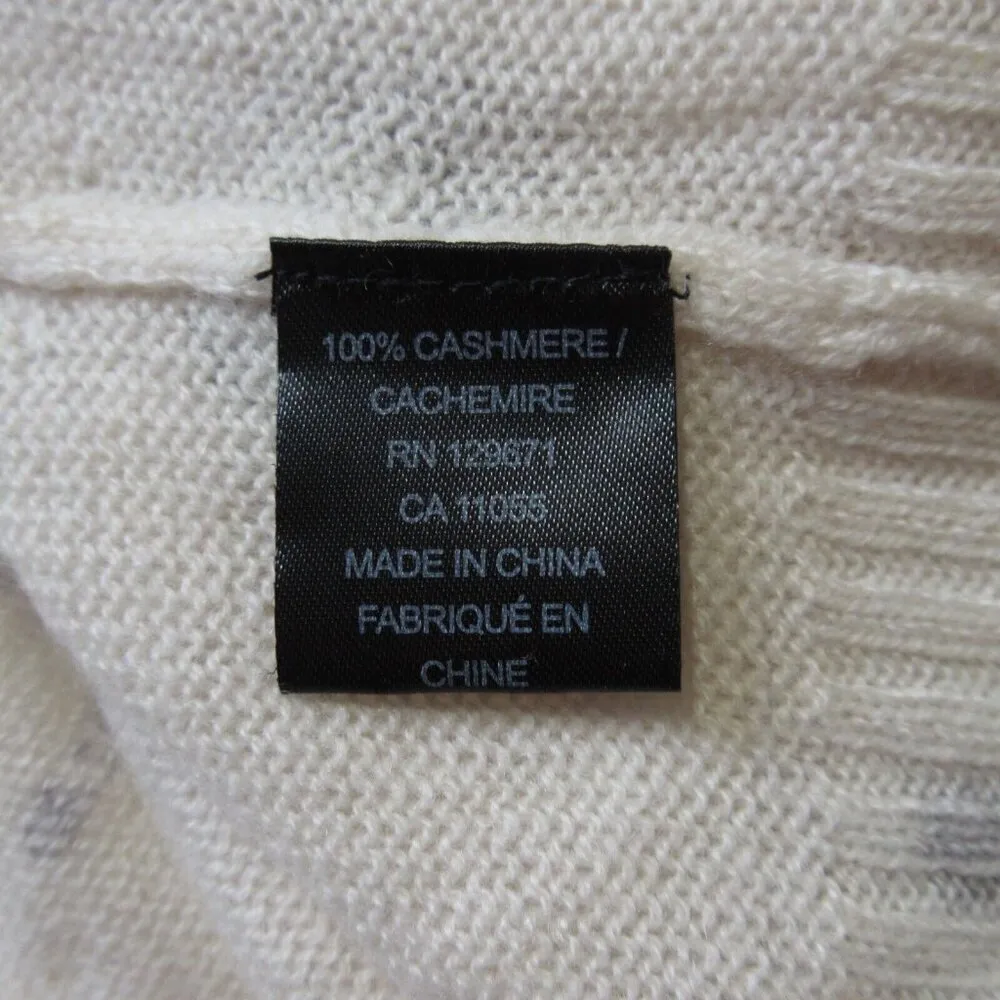 100% CASHMERE /
CACHEMIRE
RN 129671
CA 11055
MADE IN CHINA
FABRIQUÉ EN
CHINE